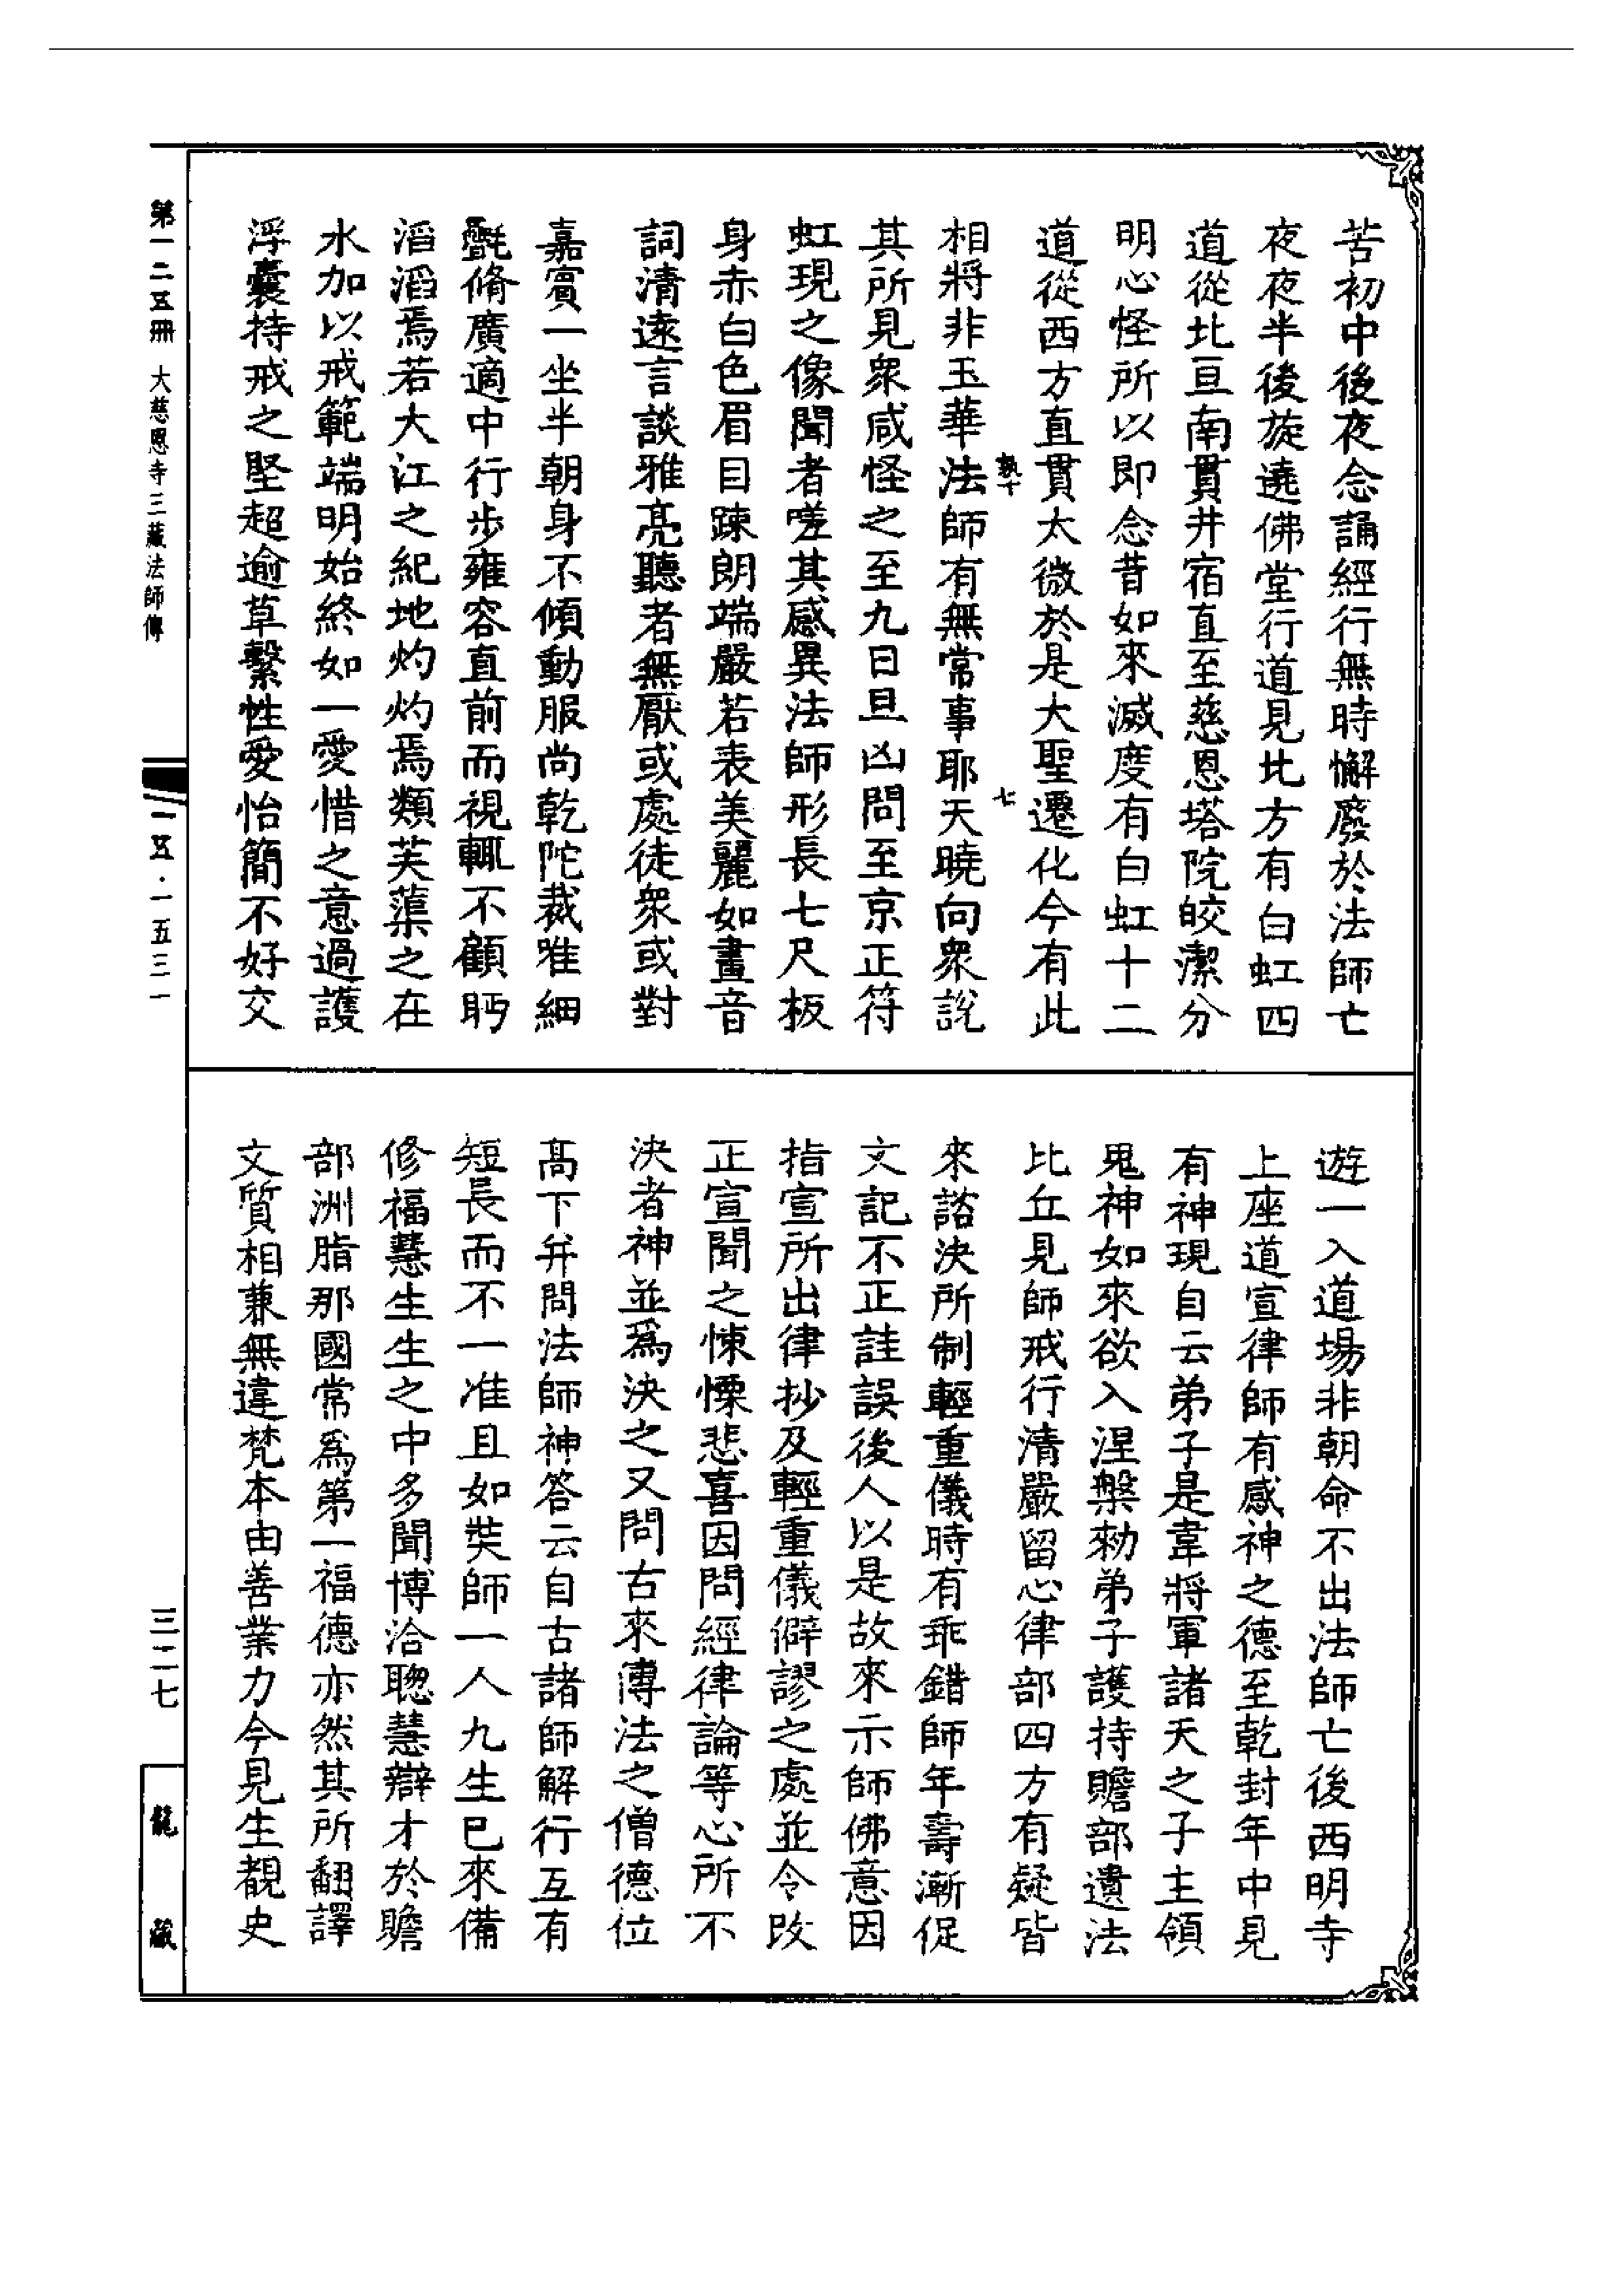 苦初中後夜念誦經行無時懈廢於法師亡
夜夜半後旋遶佛堂行道見北方有白虹四
道從北亘南貫井宿直至慈恩塔院皎潔分
明心怪所以即念昔如來滅度有白虹十二
道從西方直貫太微於是大聖遷化今有此
相將非玉華法師有無常事耶天曉向衆說
其所見衆咸怪之至九日旦凶問至京正符
虹現之像聞者嗟其感異法師形長七尺板
身赤白色眉目踈朗端嚴若表美麗如畫音
詞清遠言談雅亮聽者無厭或處徒衆或對
嘉賓一坐半朝身不傾動服尚乾陀裁唯細
㲲脩廣適中行步雍容直前而視輒不顧眄
滔滔焉若大江之紀地灼灼焉類芙蕖之在
水加以戒範端明始終如一愛惜之意過護
浮囊持戒之堅超逾草繫性愛怡簡不好交
遊一入道場非朝命不出法師亡後西明寺
上座道宣律師有感神之德至乾封年中見
有神現自云弟子是韋將軍諸天之子主領
鬼神如來欲入涅槃勑弟子護持贍部遺法
比丘見師戒行清嚴留心律部四方有疑皆
來諮決所制輕重儀時有乖錯師年壽漸促
文記不正詿誤後人以是故來示師佛意因
指宣所出律抄及輕重儀僻謬之處並令改
正宣聞之悚慄悲喜因問經律論等心所不
決者神並爲決之又問古來傳法之僧德位
髙下并問法師神答云自古諸師解行互有
短長而不一准且如奘師一人九生已來備
修福慧生生之中多聞博洽聰慧辯才於贍
部洲脂那國常爲第一福德亦然其所翻譯
文質相兼無違梵本由善業力今見生覩史
孰十
七
第一二五冊 大慈恩寺三藏法師傳
一五·一五三一
三二七
龍藏